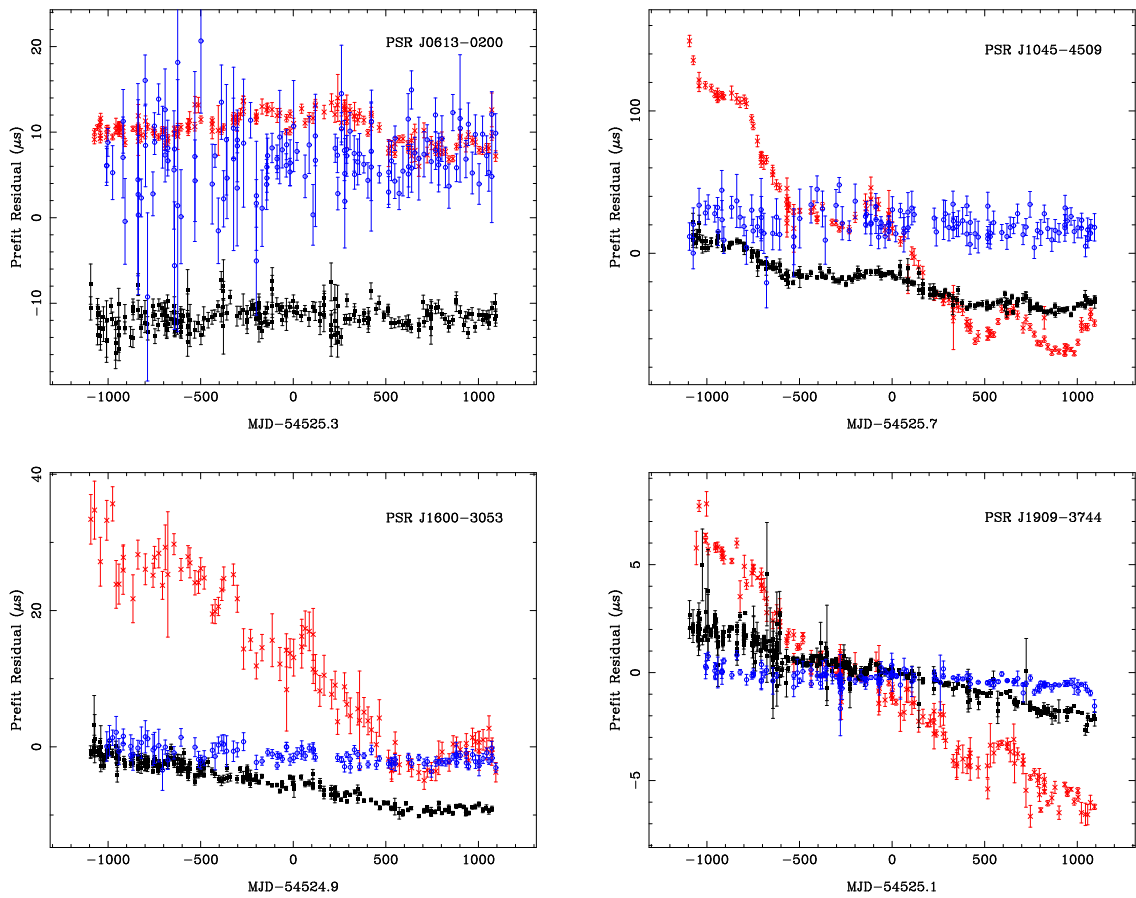 PSR J0613−0200
20
10
0
−10
Prefit Residual (μs)
−1000 −500 0 500 1000
MJD−54525.3
PSR J1045−4509
100
0
Prefit Residual (μs)
−1000 −500 0 500 1000
MJD−54525.7
PSR J1600−3053
40
20
0
Prefit Residual (μs)
−1000 −500 0 500 1000
MJD−54524.9
PSR J1909−3744
5
0
−5
Prefit Residual (μs)
−1000 −500 0 500 1000
MJD−54525.1